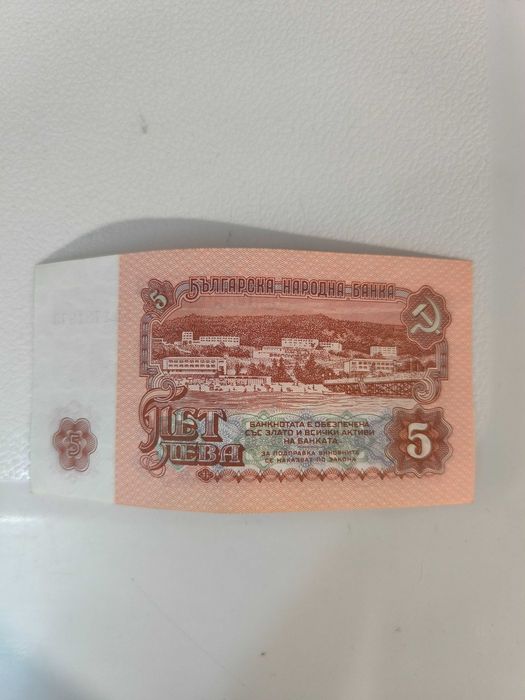 5
БЪЛГАРСКА НАРОДНА БАНКА
ПЕТ
ЛЕВА
БАНКНОТАТА Е ОБЕЗПЕЧЕНА
СЪС ЗЛАТО И ВСИЧКИ АКТИВИ
НА БАНКАТА
ЗА ПОДПРАВКА ВИНОВНИТЕ
СЕ НАКАЗВАТ ПО ЗАКОНА
5
5